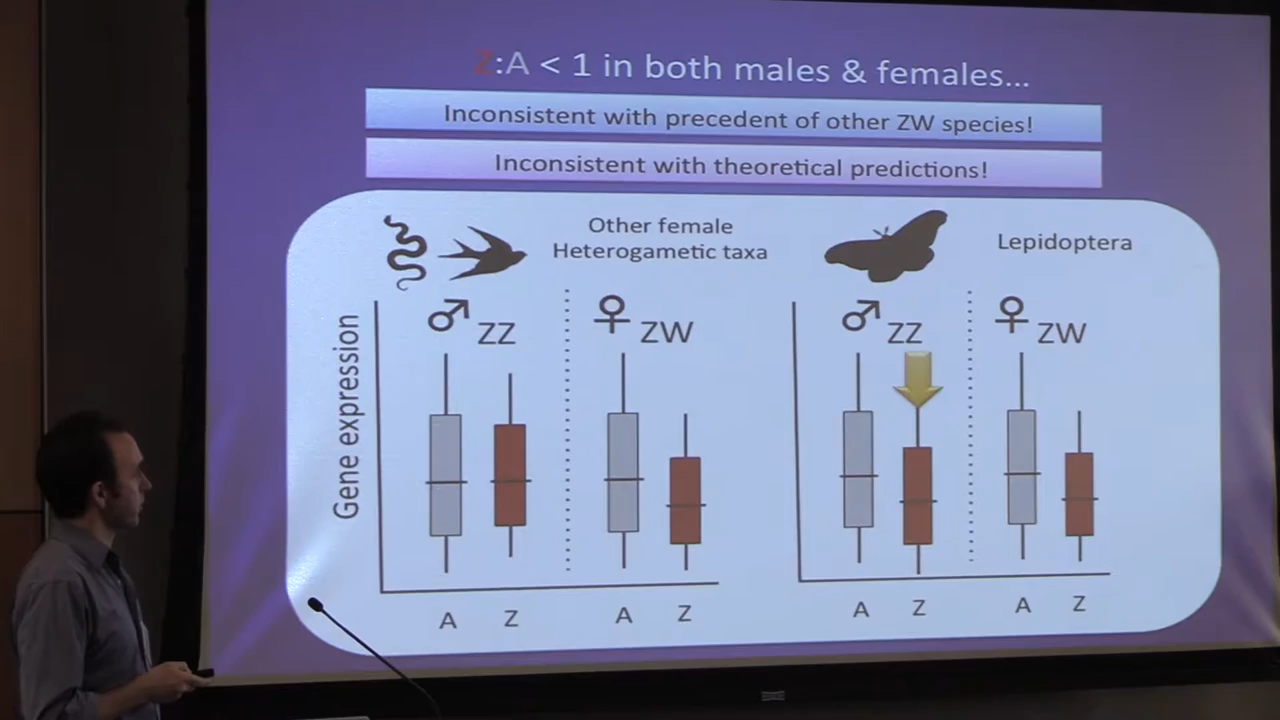 Z:A < 1 in both males & females...
Inconsistent with precedent of other ZW species!
Inconsistent with theoretical predictions!
Other female
Heterogametic taxa
Lepidoptera
Gene expression
♂ ZZ
♀ ZW
♂ ZZ
♀ ZW
A Z A Z
A Z A Z